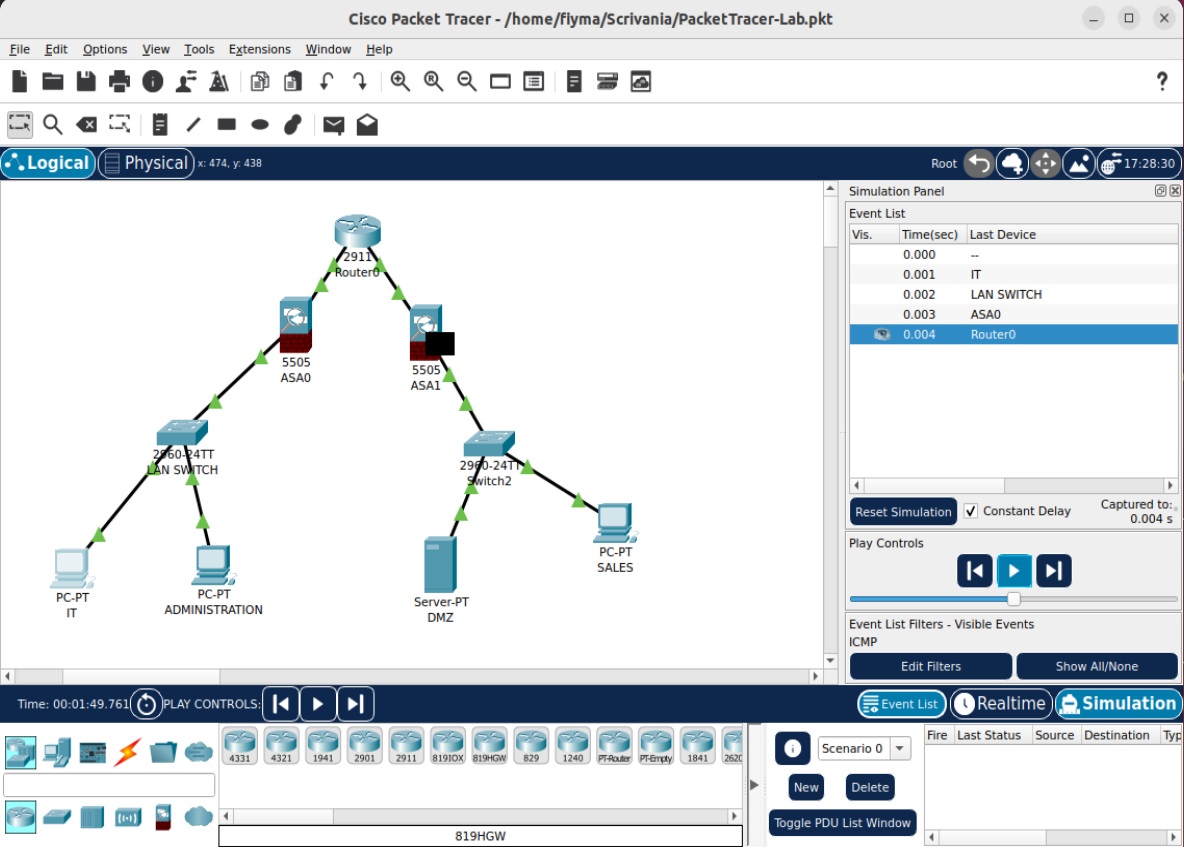 Cisco Packet Tracer - /home/flyma/Scrivania/PacketTracer-Lab.pkt
File Edit Options View Tools Extensions Window Help
Logical Physical x: 474, y: 438 Root 17:28:30
2911
Router0
5505
ASA0
5505
ASA1
2960-24TT
LAN SWITCH
2960-24TT
Switch2
PC-PT
IT
PC-PT
ADMINISTRATION
Server-PT
DMZ
PC-PT
SALES
Simulation Panel
Event List
Vis. Time(sec) Last Device
0.000 --
0.001 IT
0.002 LAN SWITCH
0.003 ASA0
0.004 Router0
Reset Simulation Constant Delay Captured to:
0.004 s
Play Controls
Event List Filters - Visible Events
ICMP
Edit Filters Show All/None
Time: 00:01:49.761 PLAY CONTROLS: Event List Realtime Simulation
4331 4321 1941 2901 2911 819IOX 819HGW 829 1240 PT-Router PT-Empty 1841 2620
819HGW
Scenario 0
New Delete
Toggle PDU List Window
Fire Last Status Source Destination Typ